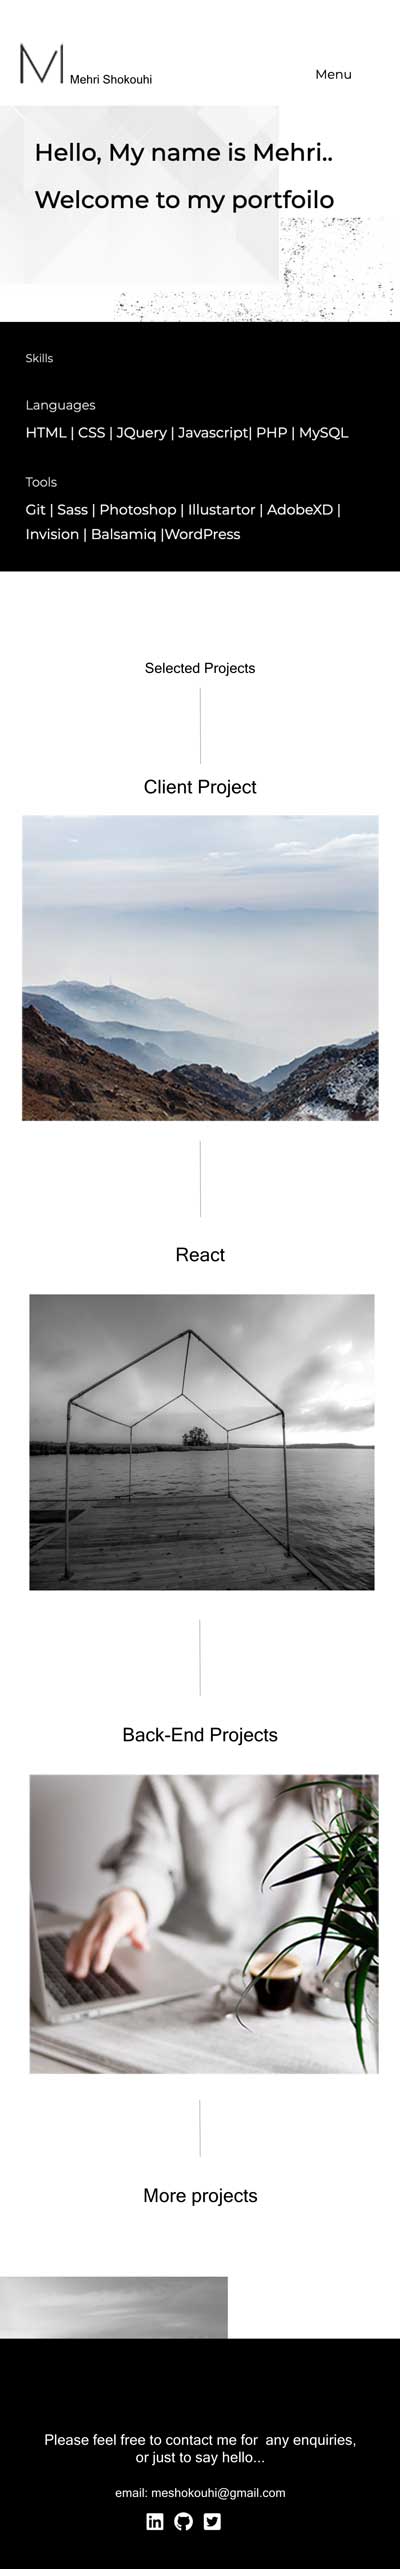 M Mehri Shokouhi
Menu
Hello, My name is Mehri..
Welcome to my portfoilo
Skills
Languages
HTML | CSS | JQuery | Javascript| PHP | MySQL
Tools
Git | Sass | Photoshop | Illustartor | AdobeXD |
Invision | Balsamiq |WordPress
Selected Projects
Client Project
React
Back-End Projects
More projects
Please feel free to contact me for  any enquiries,
or just to say hello...
email: meshokouhi@gmail.com
in